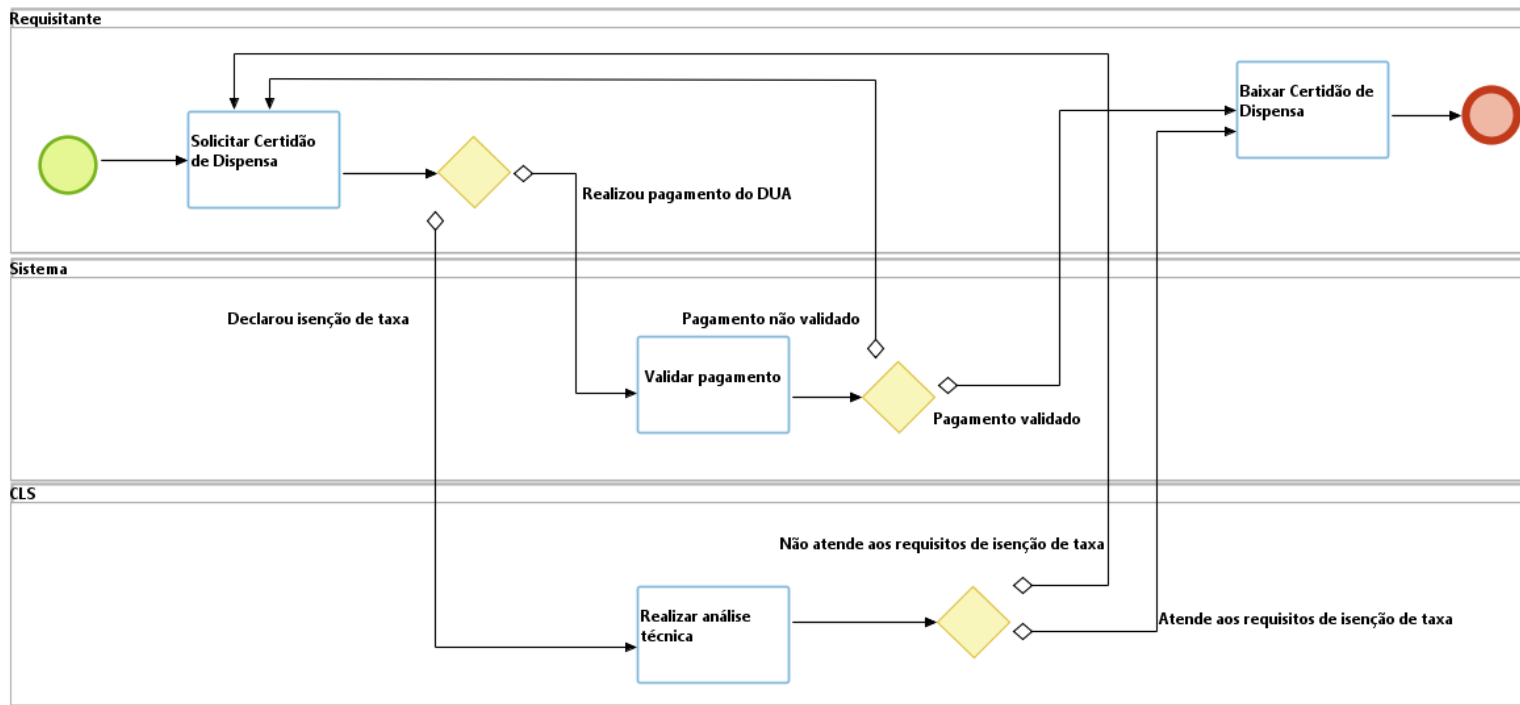 Requisitante
Solicitar Certidão
de Dispensa
Realizou pagamento do DUA
Baixar Certidão de
Dispensa
Sistema
Declarou isenção de taxa
Pagamento não validado
Validar pagamento
Pagamento validado
CLS
Não atende aos requisitos de isenção de taxa
Realizar análise
técnica
Atende aos requisitos de isenção de taxa